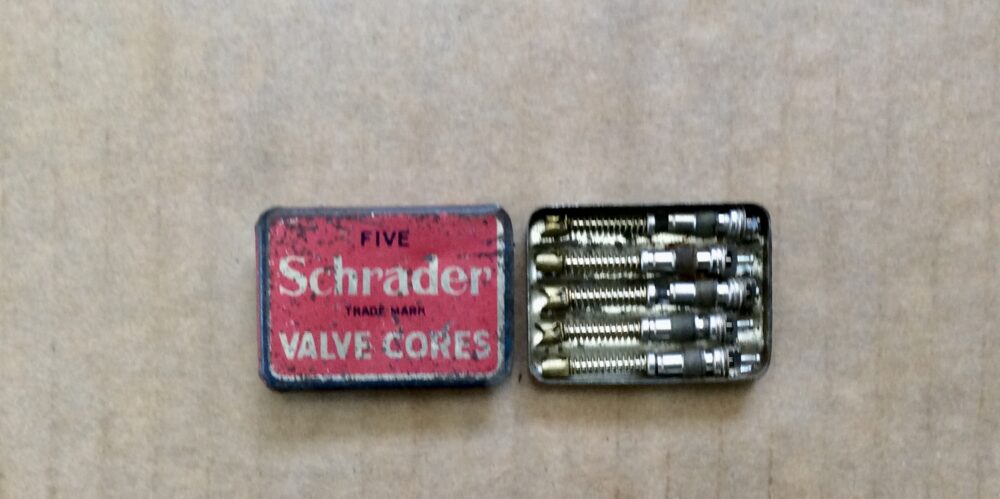 FIVE
Schrader
TRADE MARK
VALVE CORES